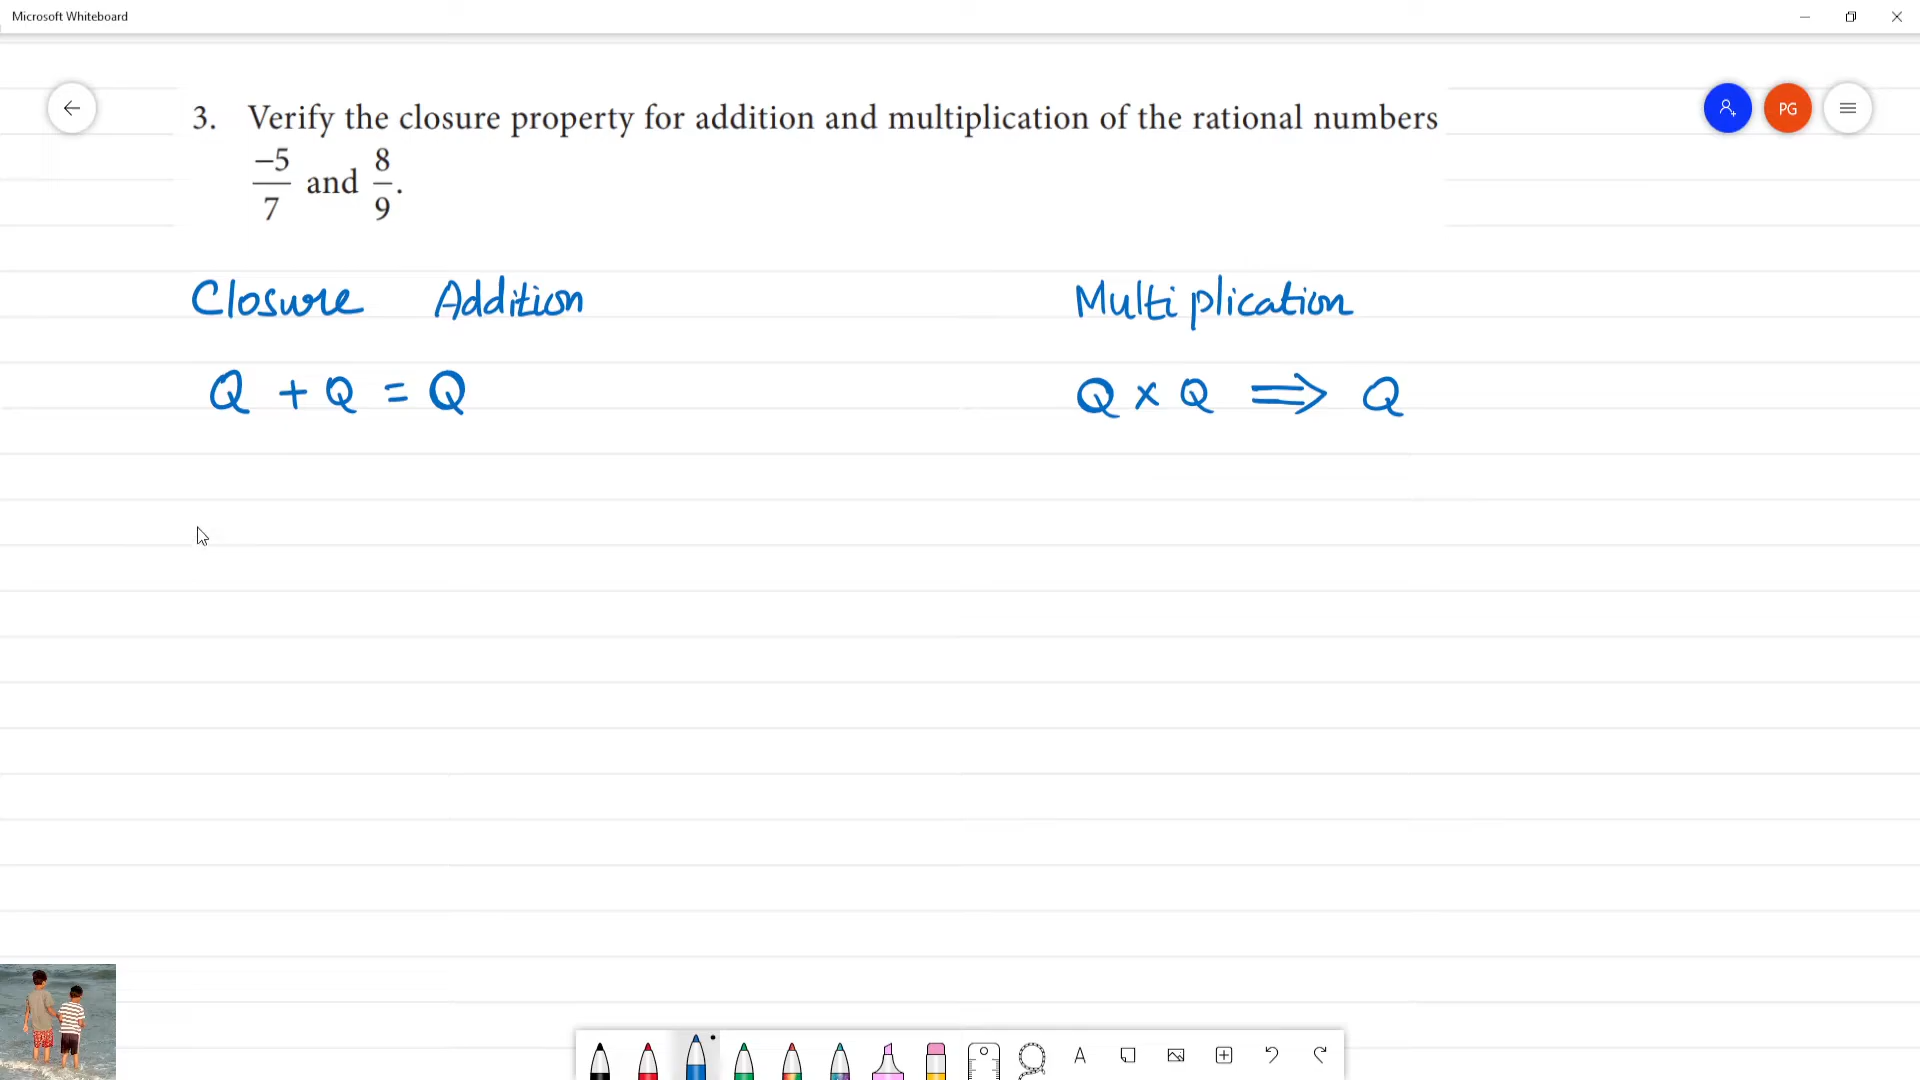 Microsoft Whiteboard
3. Verify the closure property for addition and multiplication of the rational numbers
−5/7 and 8/9.
PG
Closure Addition Multiplication
Q + Q = Q Q × Q ⟹ Q
A